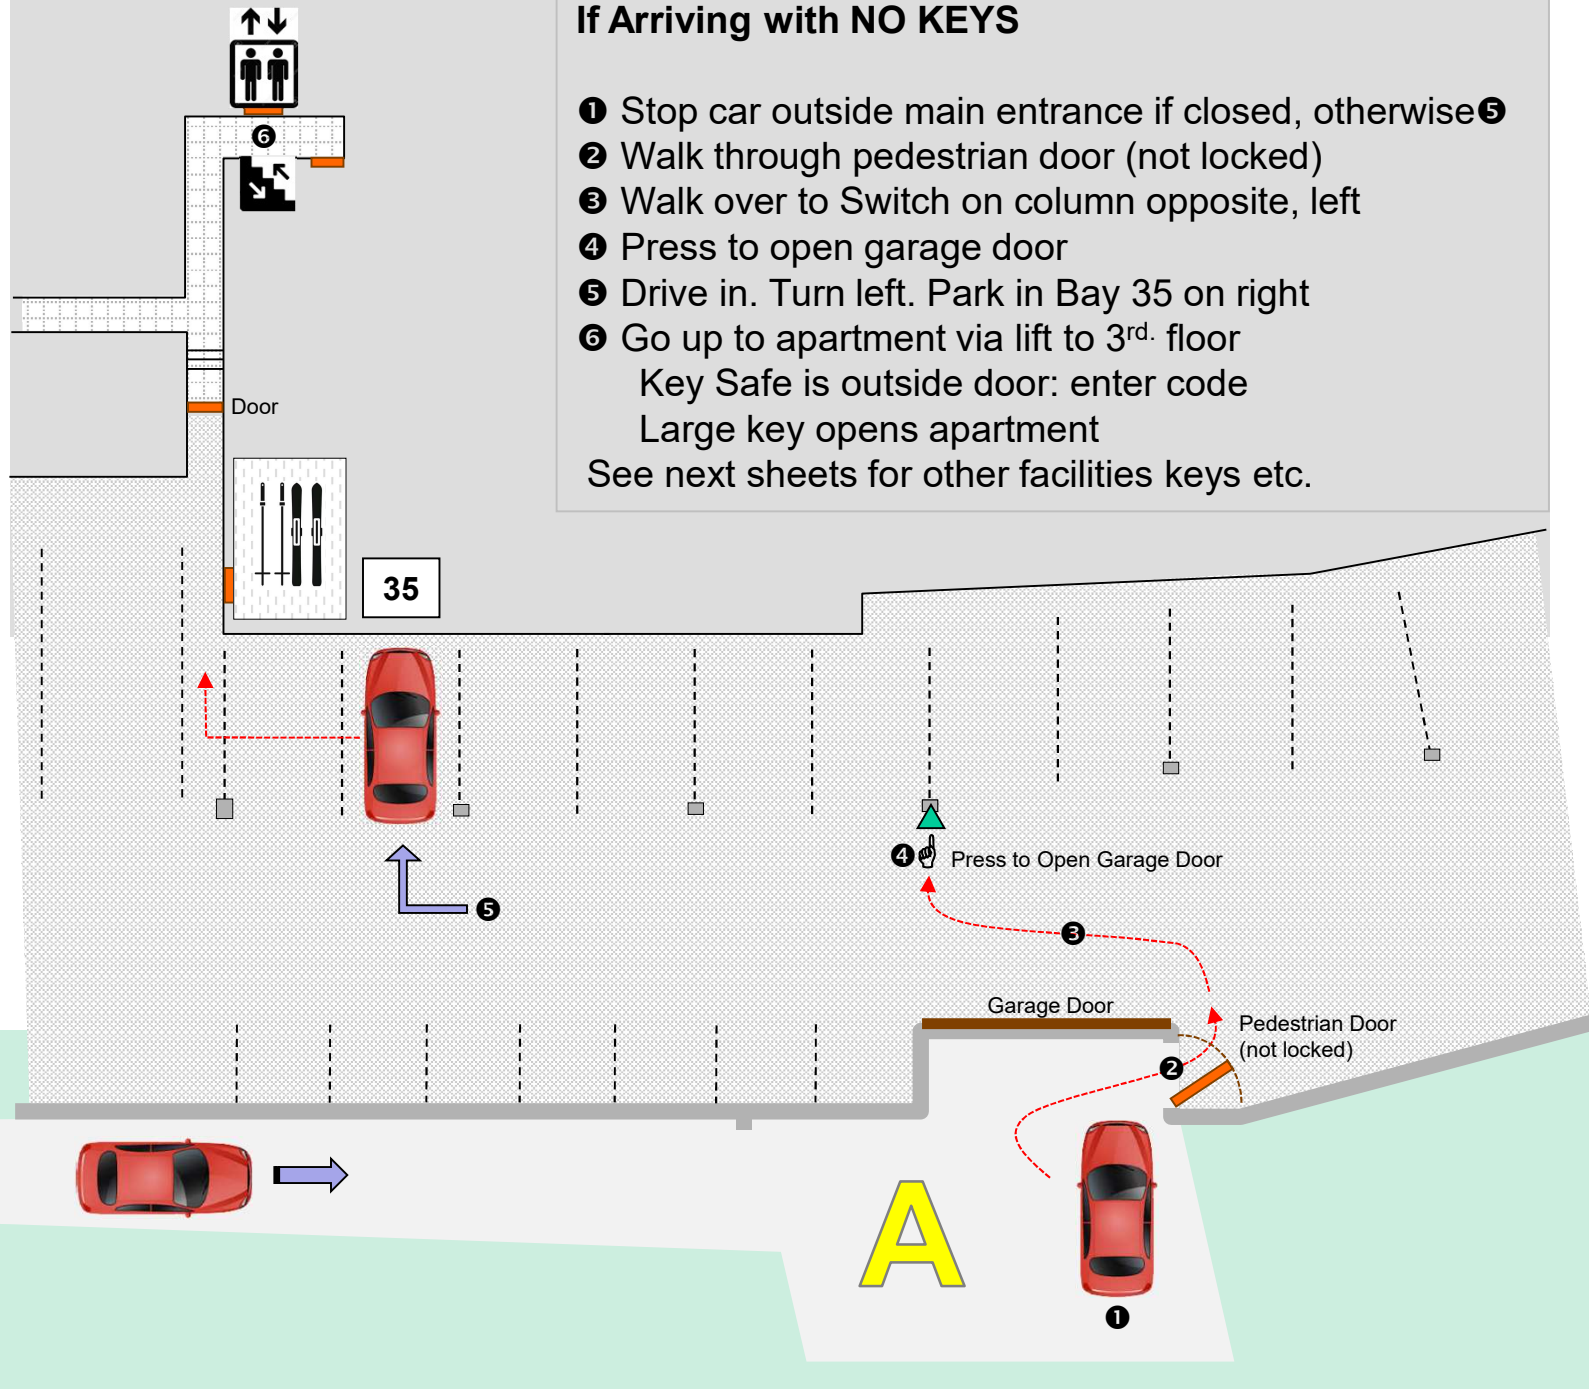 If Arriving with NO KEYS
❶ Stop car outside main entrance if closed, otherwise❺
❷ Walk through pedestrian door (not locked)
❸ Walk over to Switch on column opposite, left
❹ Press to open garage door
❺ Drive in. Turn left. Park in Bay 35 on right
❻ Go up to apartment via lift to 3rd. floor
Key Safe is outside door: enter code
Large key opens apartment
See next sheets for other facilities keys etc.
❻
Door
35
❹ Press to Open Garage Door
❺
❸
Garage Door
Pedestrian Door
(not locked)
❷
A
❶